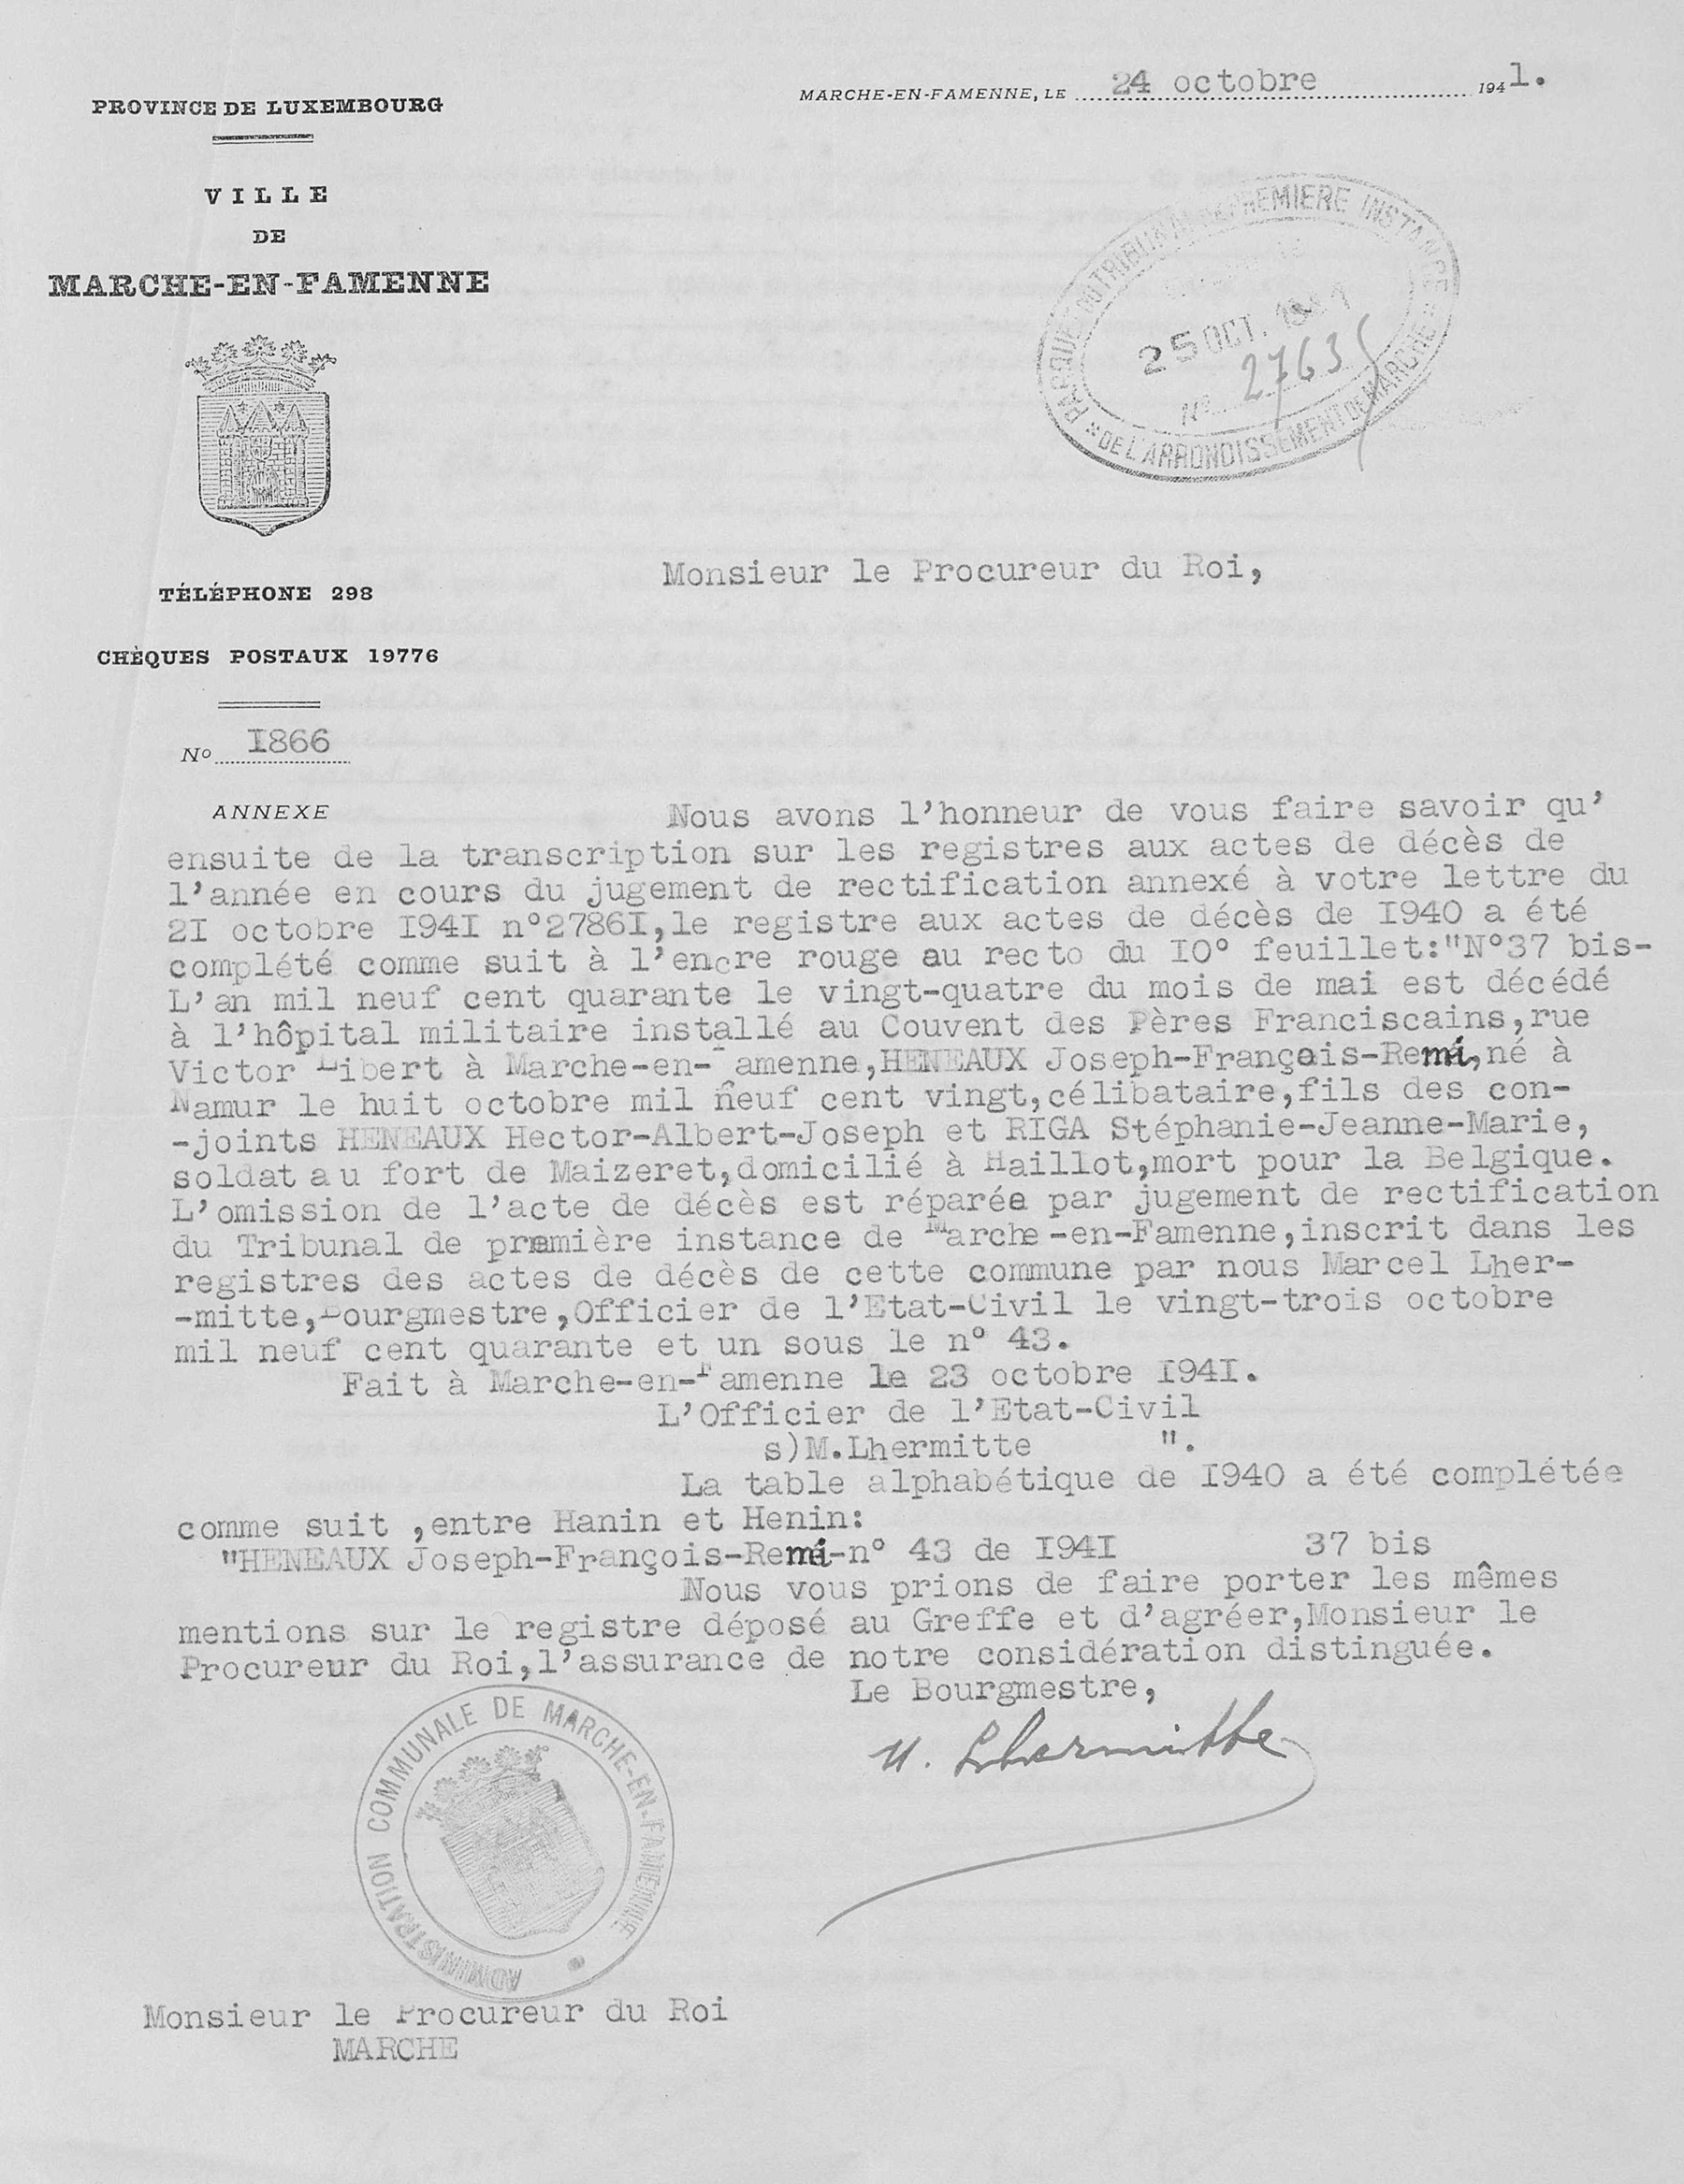 MARCHE-EN-FAMENNE, LE 24 octobre 1941.
PROVINCE DE LUXEMBOURG
VILLE
DE
MARCHE-EN-FAMENNE
PARQUET DU TRIBUNAL DE PREMIERE INSTANCE
25 OCT. 1941
N° 2763
DE L'ARRONDISSEMENT DE MARCHE
TÉLÉPHONE 298
CHÈQUES POSTAUX 19776
Monsieur le Procureur du Roi,
No I866
ANNEXE
Nous avons l'honneur de vous faire savoir qu'
ensuite de la transcription sur les registres aux actes de décès de
l'année en cours du jugement de rectification annexé à votre lettre du
2I octobre I94I n°2786I,le registre aux actes de décès de I940 a été
complété comme suit à l'encre rouge au recto du I0° feuillet:"N°37 bis-
L'an mil neuf cent quarante le vingt-quatre du mois de mai est décédé
à l'hôpital militaire installé au Couvent des Pères Franciscains,rue
Victor Libert à Marche-en-Famenne,HENEAUX Joseph-François-Remi,né à
Namur le huit octobre mil neuf cent vingt,célibataire,fils des con-
-joints HENEAUX Hector-Albert-Joseph et RIGA Stéphanie-Jeanne-Marie,
soldat au fort de Maizeret,domicilié à Haillot,mort pour la Belgique.
L'omission de l'acte de décès est réparée par jugement de rectification
du Tribunal de première instance de Marche-en-Famenne,inscrit dans les
registres des actes de décès de cette commune par nous Marcel Lher-
-mitte,Bourgmestre,Officier de l'Etat-Civil le vingt-trois octobre
mil neuf cent quarante et un sous le n° 43.
Fait à Marche-en-Famenne le 23 octobre I94I.
L'Officier de l'Etat-Civil
s)M.Lhermitte ".
La table alphabétique de I940 a été complétée
comme suit ,entre Hanin et Henin:
"HENEAUX Joseph-François-Remi-n° 43 de I94I 37 bis
Nous vous prions de faire porter les mêmes
mentions sur le registre déposé au Greffe et d'agréer,Monsieur le
Procureur du Roi,l'assurance de notre considération distinguée.
Le Bourgmestre,
M. Lhermitte
ADMINISTRATION COMMUNALE DE MARCHE-EN-FAMENNE
Monsieur le Procureur du Roi
MARCHE